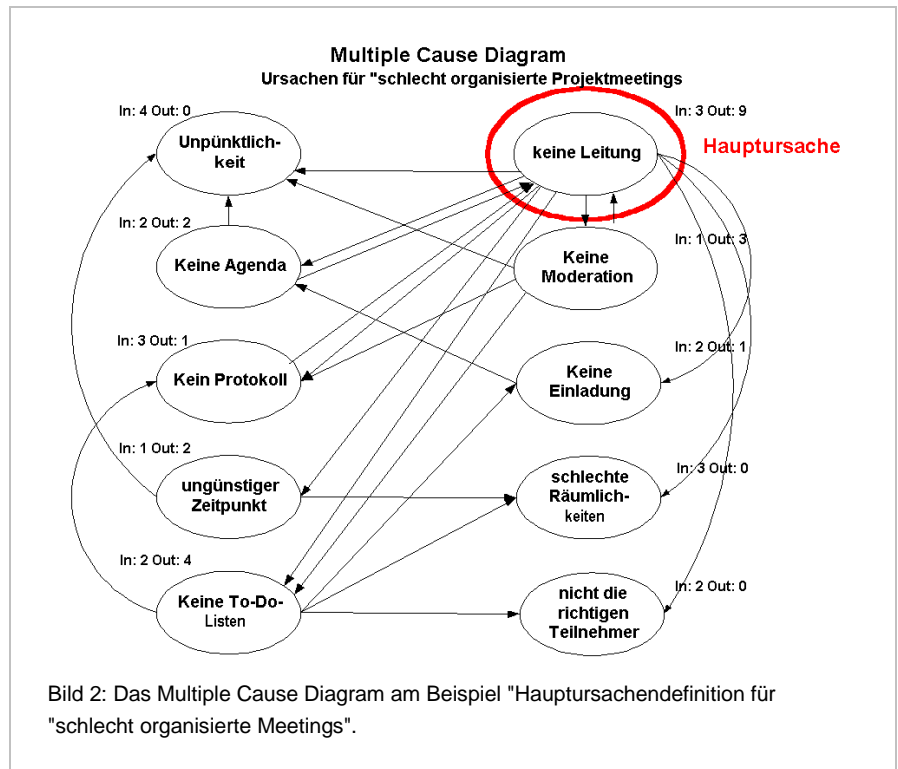 Multiple Cause Diagram
Ursachen für "schlecht organisierte Projektmeetings
In: 4 Out: 0
Unpünktlich-
keit
In: 3 Out: 9
keine Leitung
Hauptursache
In: 2 Out: 2
Keine Agenda
In: 1 Out: 3
Keine
Moderation
In: 3 Out: 1
Kein Protokoll
In: 2 Out: 1
Keine
Einladung
In: 1 Out: 2
ungünstiger
Zeitpunkt
In: 3 Out: 0
schlechte
Räumlich-
keiten
In: 2 Out: 4
Keine To-Do-
Listen
In: 2 Out: 0
nicht die
richtigen
Teilnehmer
Bild 2: Das Multiple Cause Diagram am Beispiel "Hauptursachendefinition für
"schlecht organisierte Meetings".